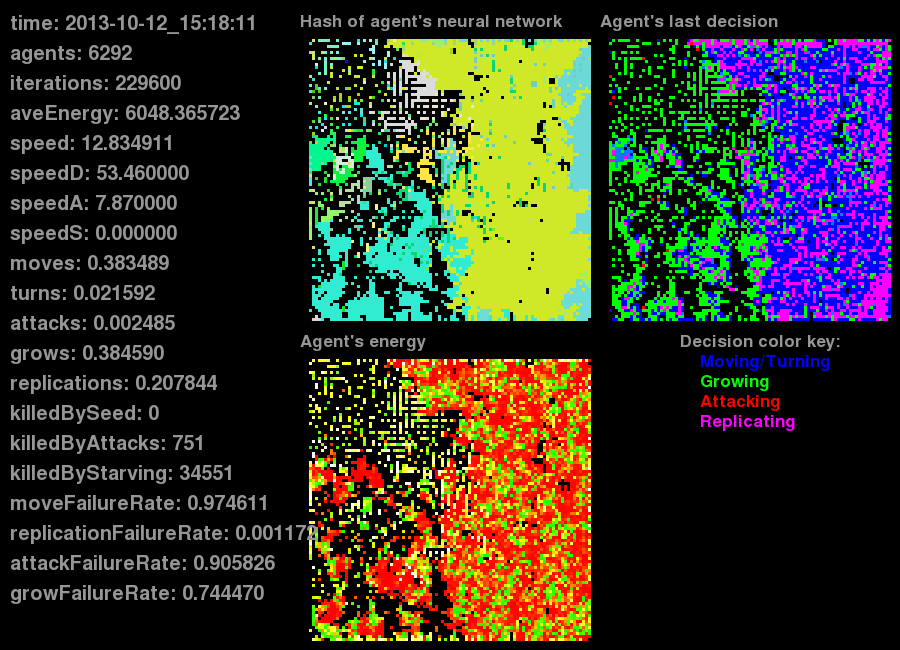 time: 2013-10-12_15:18:11
agents: 6292
iterations: 229600
aveEnergy: 6048.365723
speed: 12.834911
speedD: 53.460000
speedA: 7.870000
speedS: 0.000000
moves: 0.383489
turns: 0.021592
attacks: 0.002485
grows: 0.384590
replications: 0.207844
killedBySeed: 0
killedByAttacks: 751
killedByStarving: 34551
moveFailureRate: 0.974611
replicationFailureRate: 0.001172
attackFailureRate: 0.905826
growFailureRate: 0.744470
Hash of agent's neural network
Agent's last decision
Agent's energy
Decision color key:
Moving/Turning
Growing
Attacking
Replicating